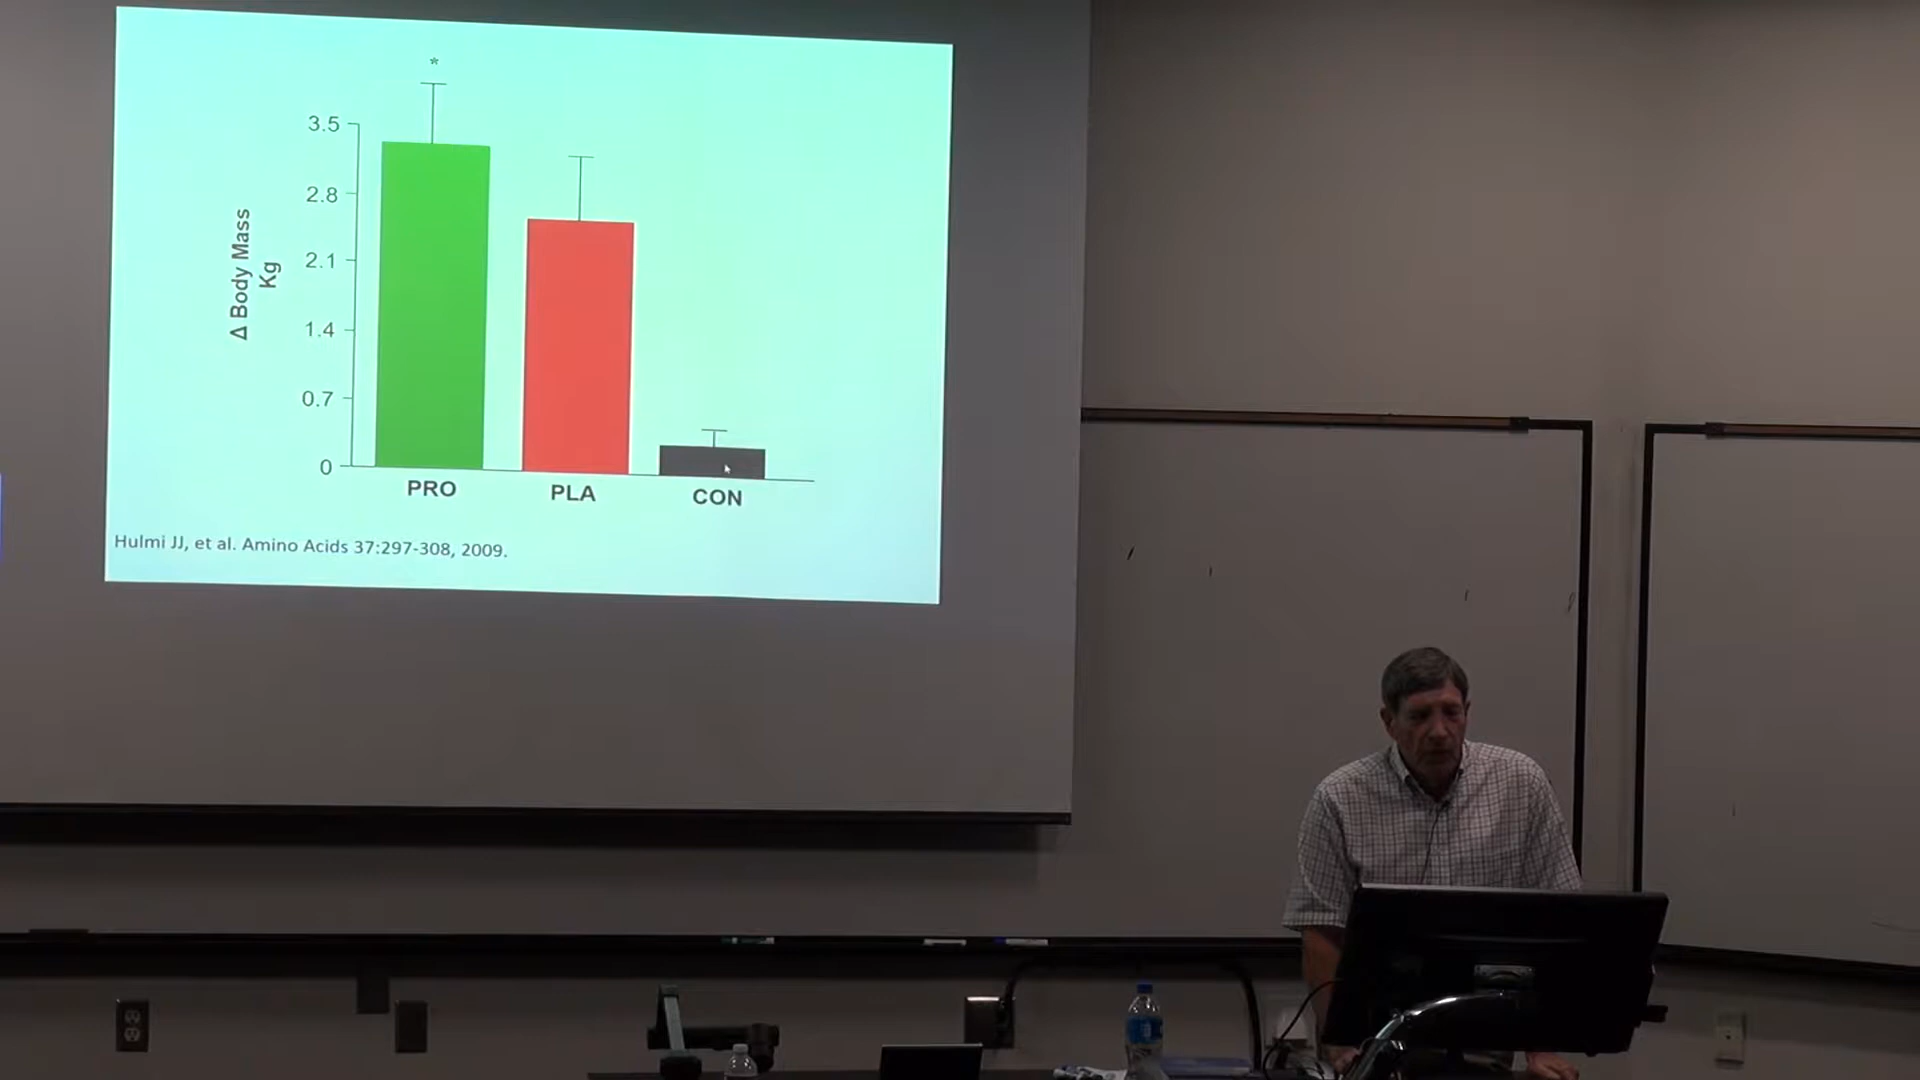 *
3.5
2.8
2.1
1.4
0.7
0
Δ Body Mass
Kg
PRO PLA CON
Hulmi JJ, et al. Amino Acids 37:297-308, 2009.